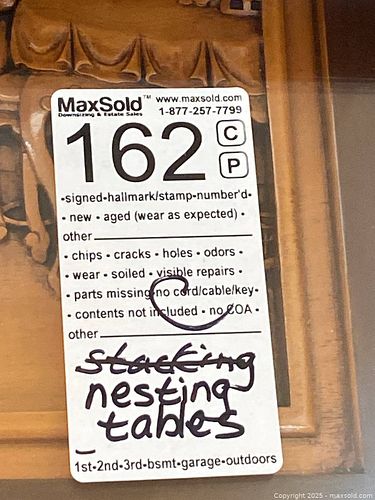 MaxSold™ www.maxsold.com
Downsizing & Estate Sales 1-877-257-7799
162 C
P
•signed-hallmark/stamp-number'd•
• new • aged (wear as expected) •
other
• chips • cracks • holes • odors •
• wear • soiled • visible repairs •
• parts missing•no cord/cable/key•
• contents not included • no COA •
other
stacking
nesting
tables
1st•2nd•3rd•bsmt•garage•outdoors
Copyright 2025 - maxsold.com